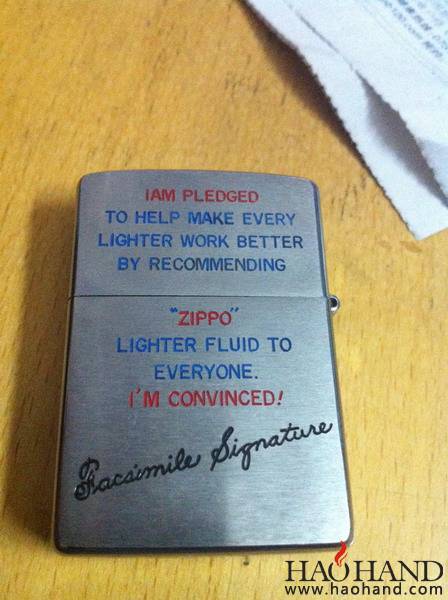 IAM PLEDGED
TO HELP MAKE EVERY
LIGHTER WORK BETTER
BY RECOMMENDING
"ZIPPO"
LIGHTER FLUID TO
EVERYONE.
I'M CONVINCED!
Facsimile Signature
HAOHAND
www.haohand.com